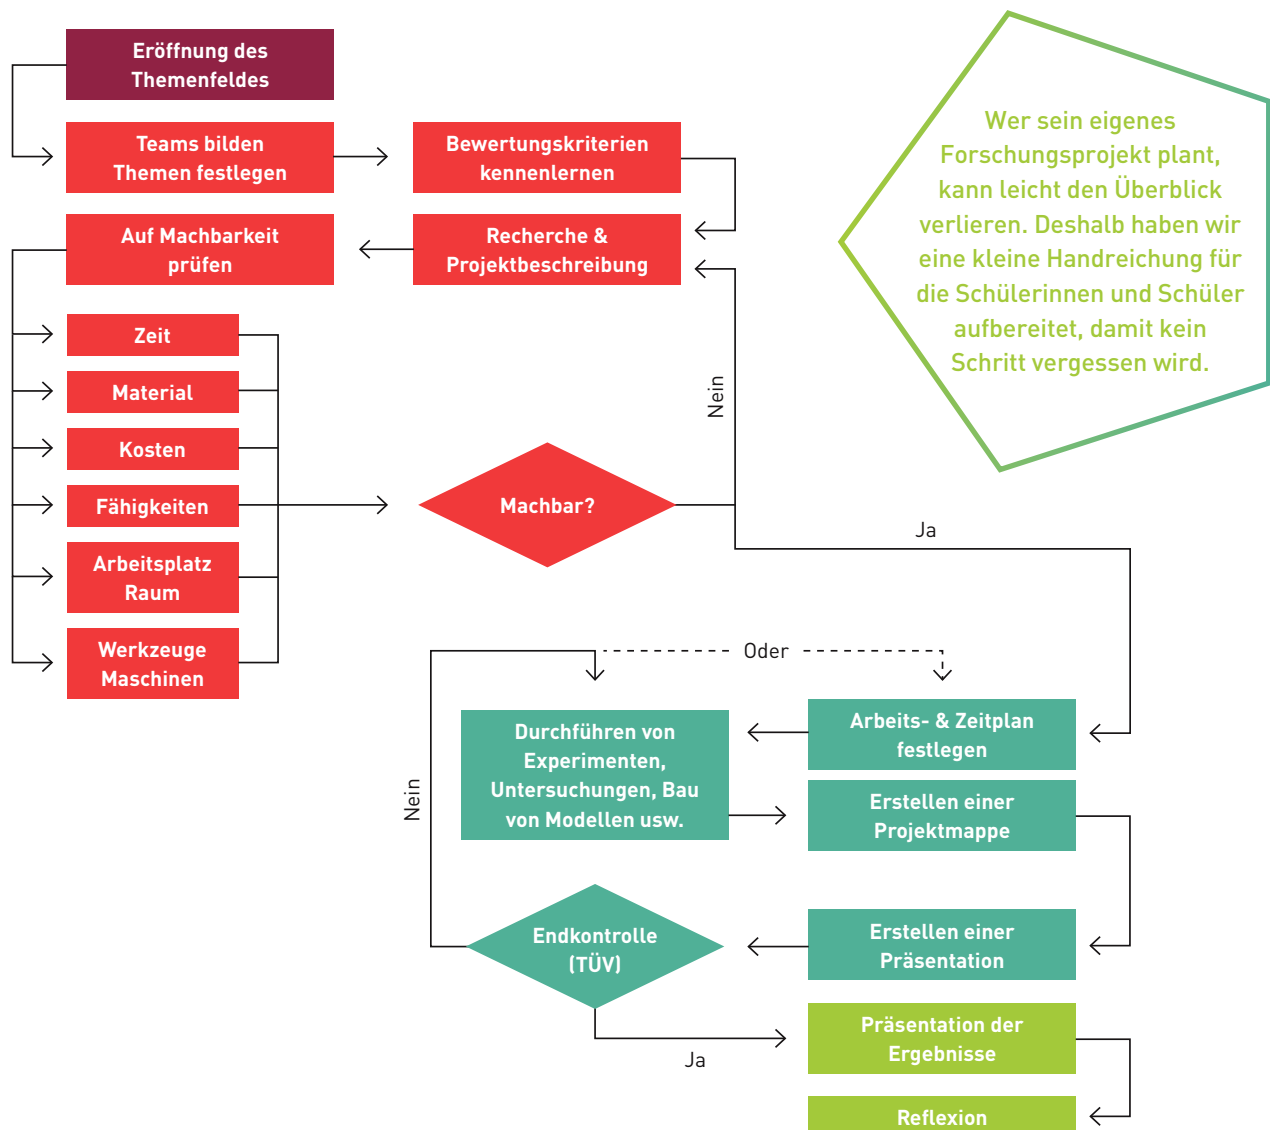 Eröffnung des
Themenfeldes
Teams bilden
Themen festlegen
Bewertungskriterien
kennenlernen
Auf Machbarkeit
prüfen
Recherche &
Projektbeschreibung
Wer sein eigenes
Forschungsprojekt plant,
kann leicht den Überblick
verlieren. Deshalb haben wir
eine kleine Handreichung für
die Schülerinnen und Schüler
aufbereitet, damit kein
Schritt vergessen wird.
Zeit
Material
Kosten
Fähigkeiten
Arbeitsplatz
Raum
Werkzeuge
Maschinen
Machbar?
Nein
Ja
Oder
Durchführen von
Experimenten,
Untersuchungen, Bau
von Modellen usw.
Arbeits- & Zeitplan
festlegen
Erstellen einer
Projektmappe
Nein
Endkontrolle
(TÜV)
Erstellen einer
Präsentation
Ja
Präsentation der
Ergebnisse
Reflexion